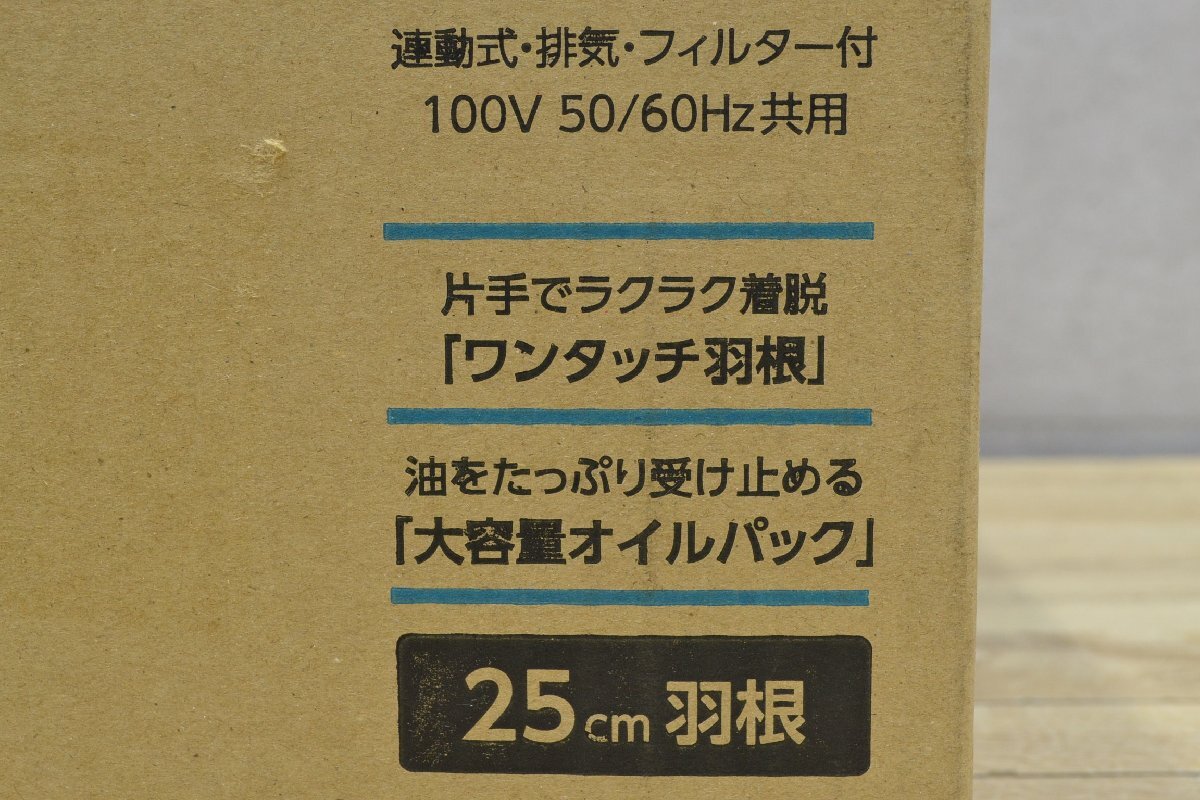 連動式・排気・フィルター付
100V 50/60Hz共用
片手でラクラク着脱
「ワンタッチ羽根」
油をたっぷり受け止める
「大容量オイルパック」
25cm 羽根